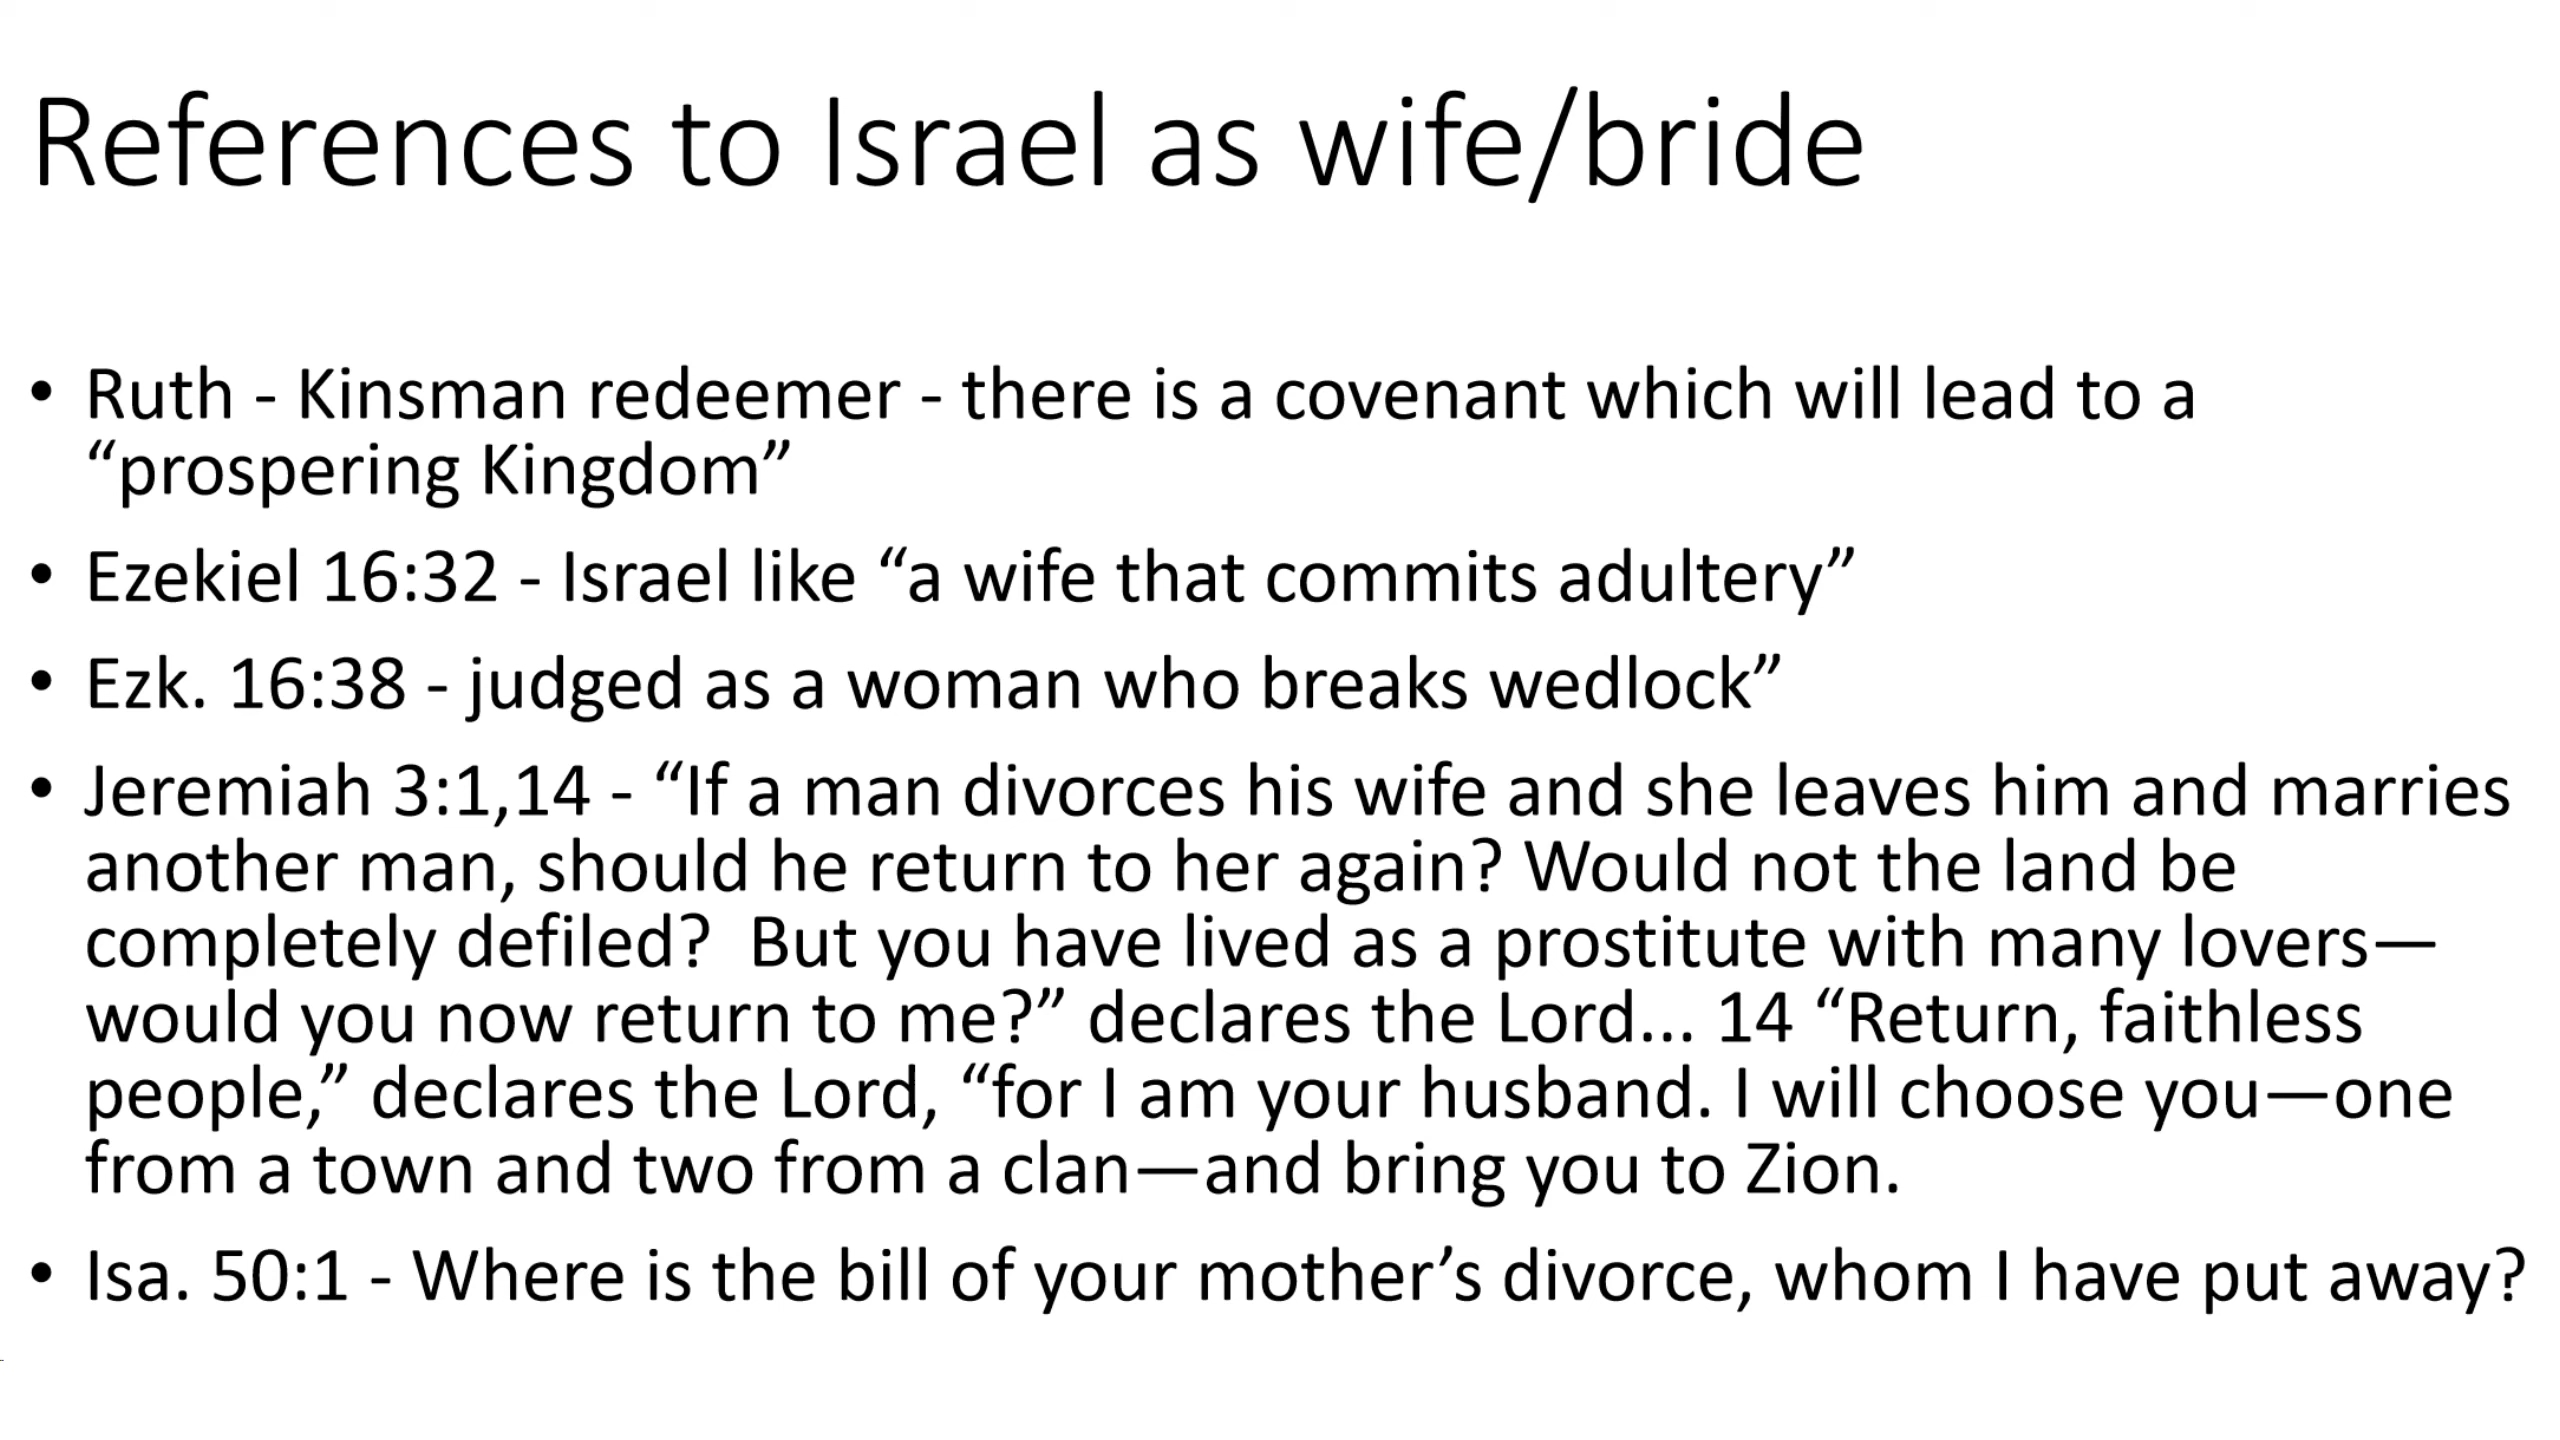 References to Israel as wife/bride
• Ruth - Kinsman redeemer - there is a covenant which will lead to a
“prospering Kingdom”
• Ezekiel 16:32 - Israel like “a wife that commits adultery”
• Ezk. 16:38 - judged as a woman who breaks wedlock”
• Jeremiah 3:1,14 - “If a man divorces his wife and she leaves him and marries
another man, should he return to her again? Would not the land be
completely defiled?  But you have lived as a prostitute with many lovers—
would you now return to me?” declares the Lord... 14 “Return, faithless
people,” declares the Lord, “for I am your husband. I will choose you—one
from a town and two from a clan—and bring you to Zion.
• Isa. 50:1 - Where is the bill of your mother’s divorce, whom I have put away?